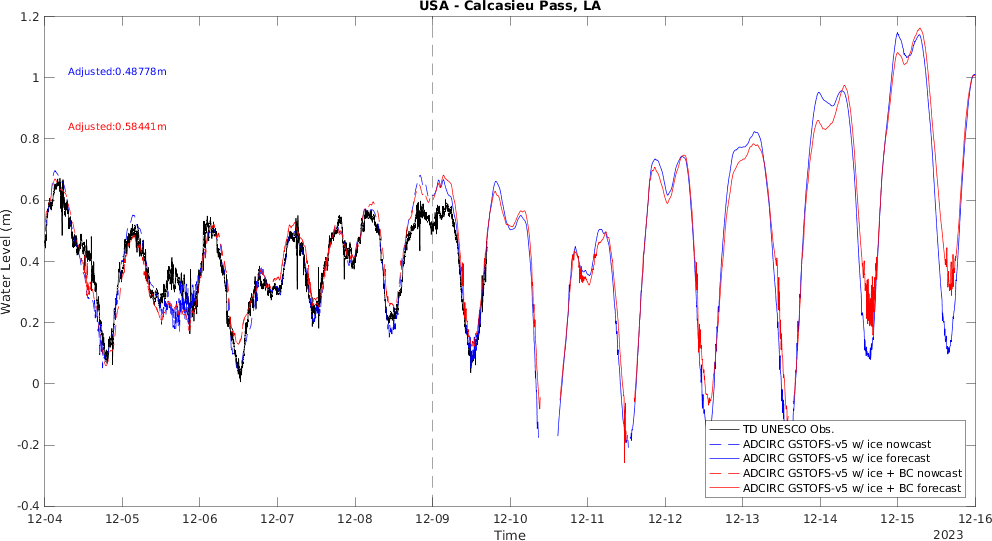 USA - Calcasieu Pass, LA
1.2
1
0.8
0.6
0.4
0.2
0
-0.2
-0.4
Water Level (m)
Adjusted:0.48778m
Adjusted:0.58441m
TD UNESCO Obs.
ADCIRC GSTOFS-v5 w/ ice nowcast
ADCIRC GSTOFS-v5 w/ ice forecast
ADCIRC GSTOFS-v5 w/ ice + BC nowcast
ADCIRC GSTOFS-v5 w/ ice + BC forecast
12-04 12-05 12-06 12-07 12-08 12-09 12-10 12-11 12-12 12-13 12-14 12-15 12-16
Time
2023